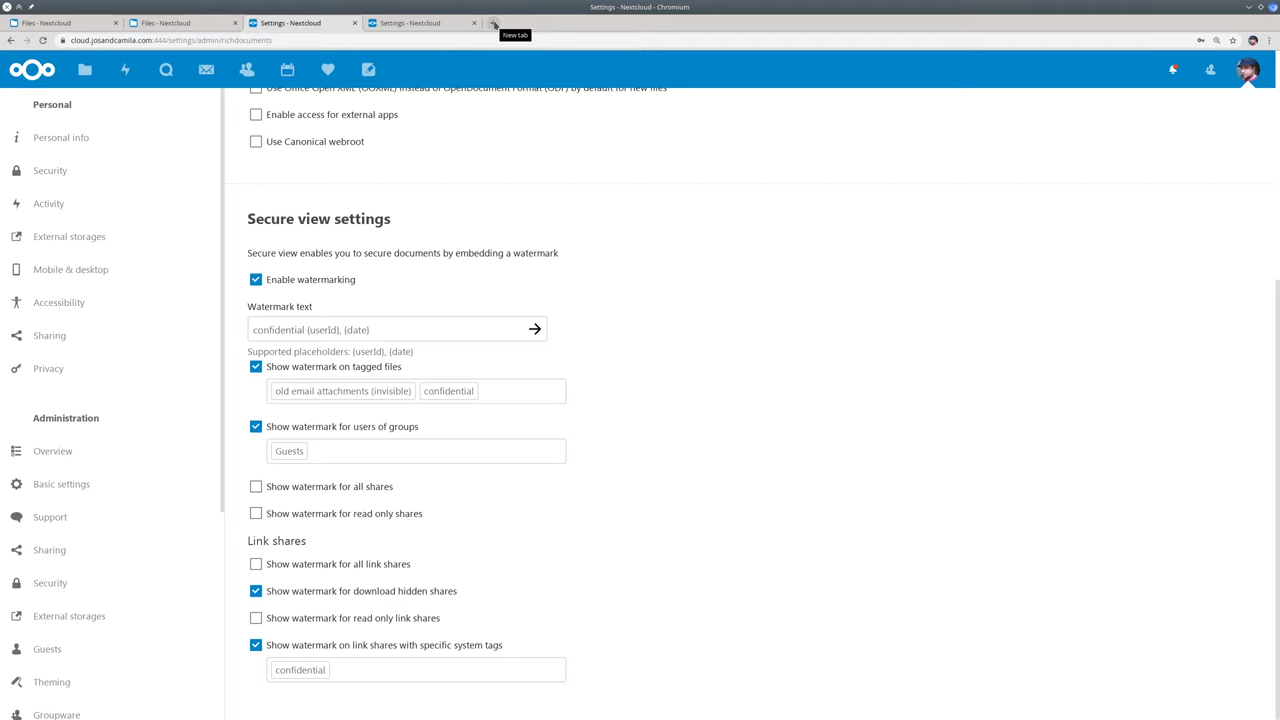 Settings - Nextcloud - Chromium
Files - Nextcloud
Files - Nextcloud
Settings - Nextcloud
Settings - Nextcloud
New tab
cloud.josandcamila.com:444/settings/admin/richdocuments
Personal
Personal info
Security
Activity
External storages
Mobile & desktop
Accessibility
Sharing
Privacy
Administration
Overview
Basic settings
Support
Sharing
Security
External storages
Guests
Theming
Groupware
Use Office Open XML (OOXML) instead of OpenDocument Format (ODF) by default for new files
Enable access for external apps
Use Canonical webroot
Secure view settings
Secure view enables you to secure documents by embedding a watermark
Enable watermarking
Watermark text
confidential {userId}, {date}
Supported placeholders: {userId}, {date}
Show watermark on tagged files
old email attachments (invisible) confidential
Show watermark for users of groups
Guests
Show watermark for all shares
Show watermark for read only shares
Link shares
Show watermark for all link shares
Show watermark for download hidden shares
Show watermark for read only link shares
Show watermark on link shares with specific system tags
confidential